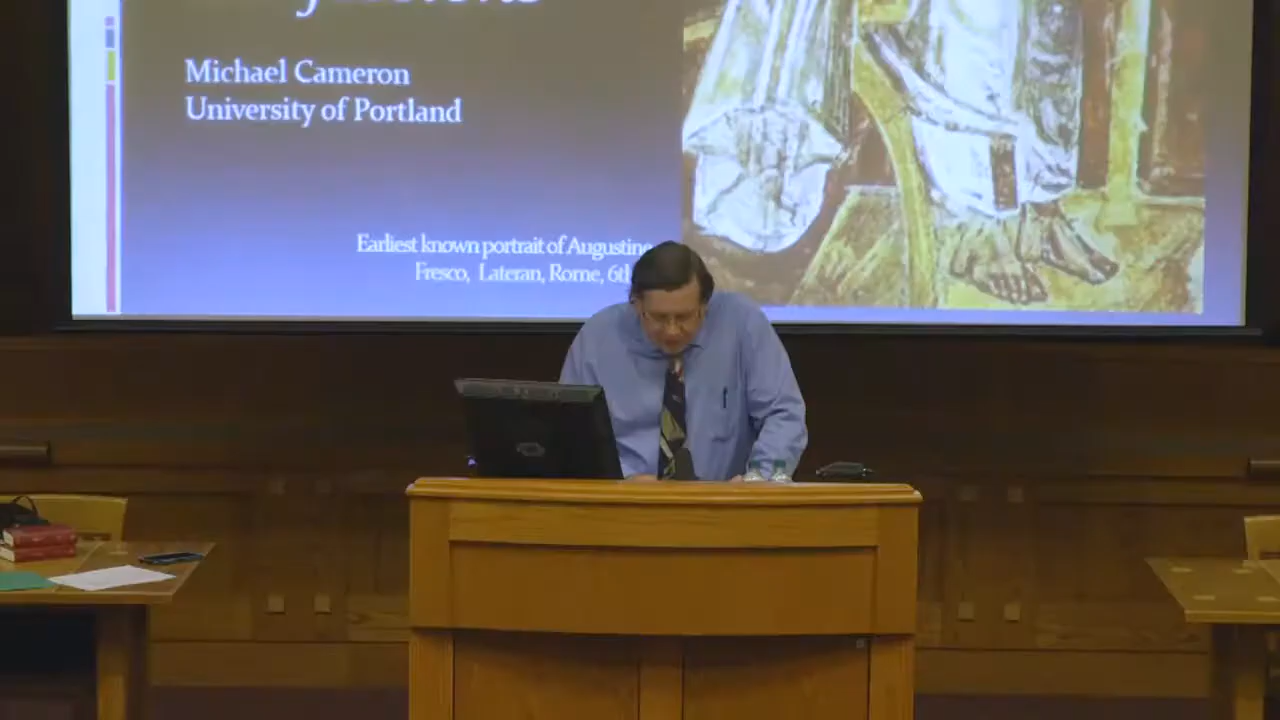 Michael Cameron
University of Portland
Earliest known portrait of Augustine
Fresco, Lateran, Rome,